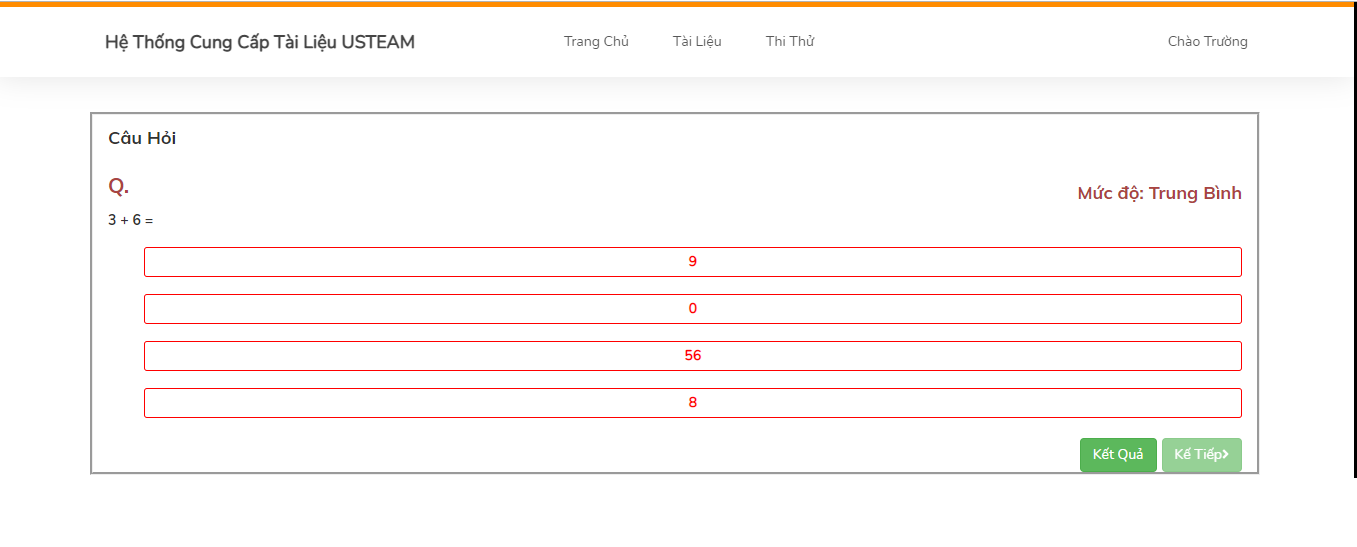 Hệ Thống Cung Cấp Tài Liệu USTEAM Trang Chủ Tài Liệu Thi Thử Chào Trường
Câu Hỏi
Q. Mức độ: Trung Bình
3 + 6 =
9
0
56
8
Kết Quả Kế Tiếp